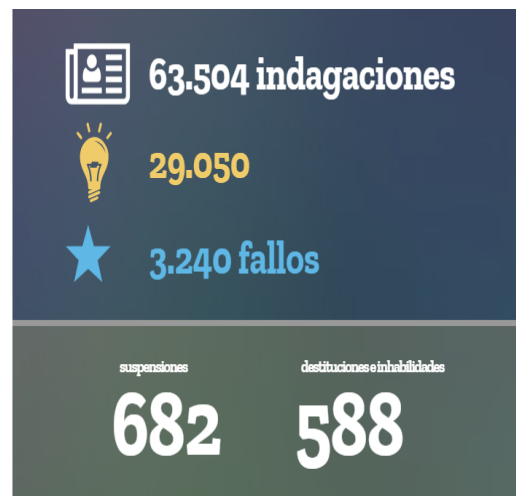 63.504 indagaciones
29.050
3.240 fallos
suspensiones
destituciones e inhabilidades
682
588